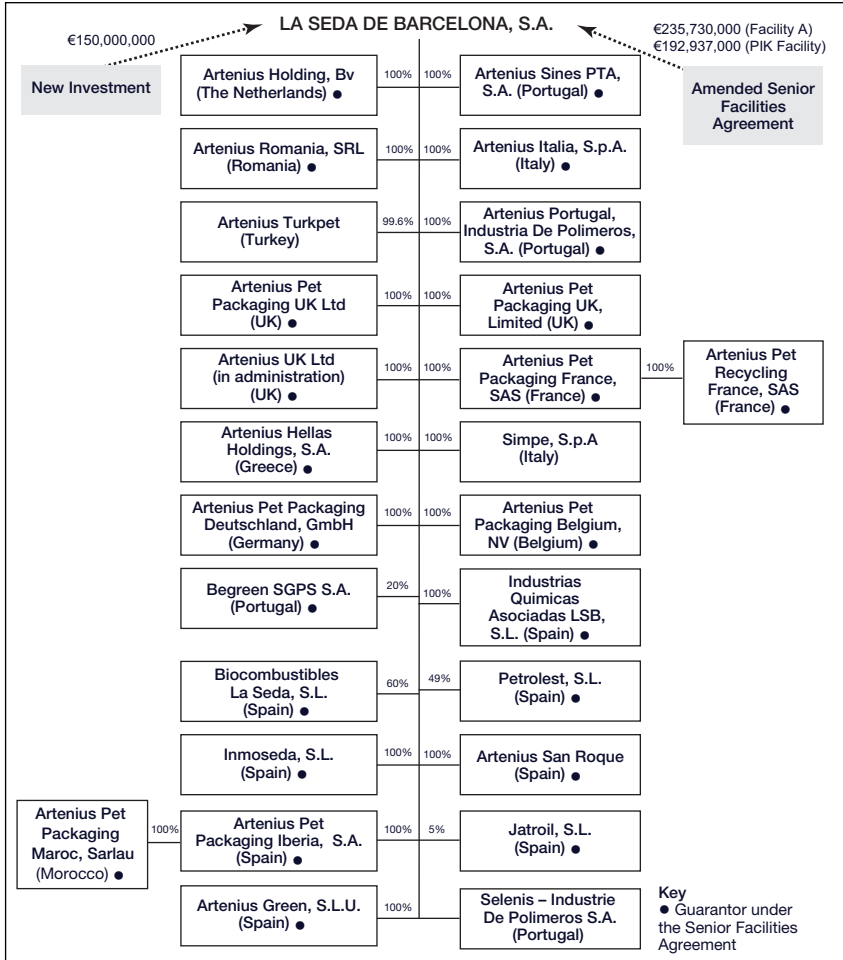 LA SEDA DE BARCELONA, S.A.
€150,000,000
€235,730,000 (Facility A)
€192,937,000 (PIK Facility)
New Investment
Amended Senior
Facilities
Agreement
Artenius Holding, Bv
(The Netherlands) ●
100%
100%
Artenius Sines PTA,
S.A. (Portugal) ●
Artenius Romania, SRL
(Romania) ●
100%
100%
Artenius Italia, S.p.A.
(Italy) ●
Artenius Turkpet
(Turkey)
99.6%
100%
Artenius Portugal,
Industria De Polimeros,
S.A. (Portugal) ●
Artenius Pet
Packaging UK Ltd
(UK) ●
100%
100%
Artenius Pet
Packaging UK,
Limited (UK) ●
Artenius UK Ltd
(in administration)
(UK) ●
100%
100%
Artenius Pet
Packaging France,
SAS (France) ●
100%
Artenius Pet
Recycling
France, SAS
(France) ●
Artenius Hellas
Holdings, S.A.
(Greece) ●
100%
100%
Simpe, S.p.A
(Italy)
Artenius Pet Packaging
Deutschland, GmbH
(Germany) ●
100%
100%
Artenius Pet
Packaging Belgium,
NV (Belgium) ●
Begreen SGPS S.A.
(Portugal) ●
20%
100%
Industrias
Quimicas
Asociadas LSB,
S.L. (Spain) ●
Biocombustibles
La Seda, S.L.
(Spain) ●
60%
49%
Petrolest, S.L.
(Spain) ●
Inmoseda, S.L.
(Spain) ●
100%
100%
Artenius San Roque
(Spain) ●
Artenius Pet
Packaging
Maroc, Sarlau
(Morocco) ●
100%
Artenius Pet
Packaging Iberia, S.A.
(Spain) ●
100%
5%
Jatroil, S.L.
(Spain) ●
Artenius Green, S.L.U.
(Spain) ●
100%
Selenis – Industrie
De Polimeros S.A.
(Portugal)
Key
● Guarantor under
the Senior Facilities
Agreement